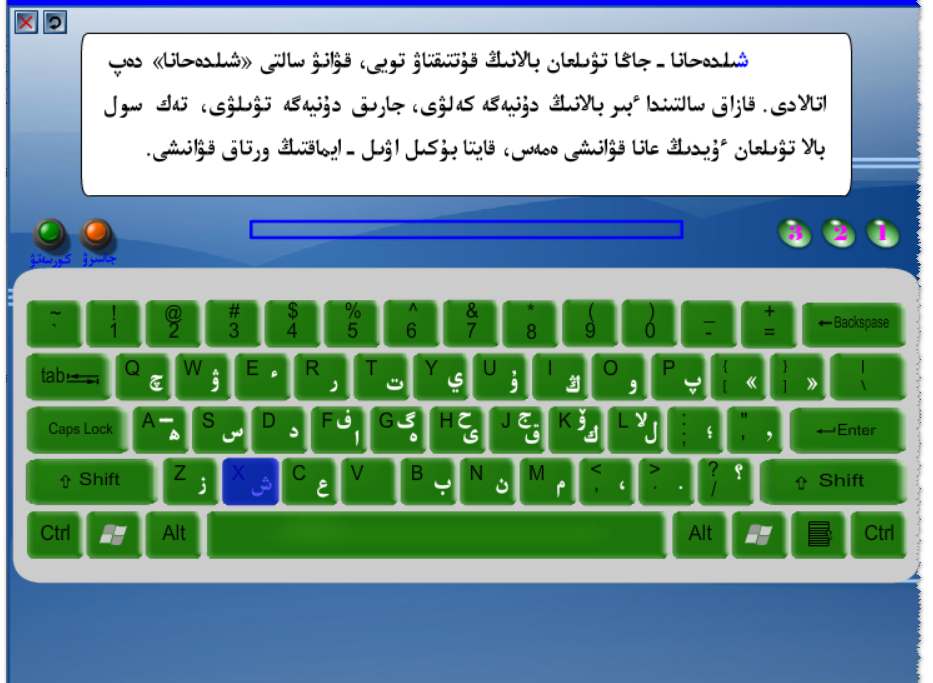 شىلدەحانا ـ جاڭا تۋىلعان بالانىڭ قۇتتىقتاۋ تويى، قۋانۋ سالتى «شىلدەحانا» دەپ
اتالادى. قازاق سالتىندا ٴبىر بالانىڭ دۇنيەگە كەلۋى، جارىق دۇنيەگە تۋىلۋى، تەك سول
بالا تۋىلعان ٴۇيدىڭ عانا قۋانىشى ەمەس، قايتا بۇكىل اۋىل ـ ايماقتىڭ ورتاق قۋانىشى.
كورسەتۋ جاسىرۋ
3 2 1
~ ` ! 1 @ 2 # 3 $ 4 % 5 ^ 6 & 7 * 8 ( 9 ) 0 _ - + = ←Backspase
tab Q چ W ۋ E ٴ R ر T ت Y ي U ۇ I ڭ O و P پ { [ « } ] » | \
Caps Lock A ە S س D د F ف ا G گ H ح ى J ج ق K ك L لا ل : ; ؛ " ' ←Enter
⇧ Shift Z ز X ش C ع V B ب N ن M م < , ، > . . ? / ؟ ⇧ Shift
Ctrl Alt Alt Ctrl